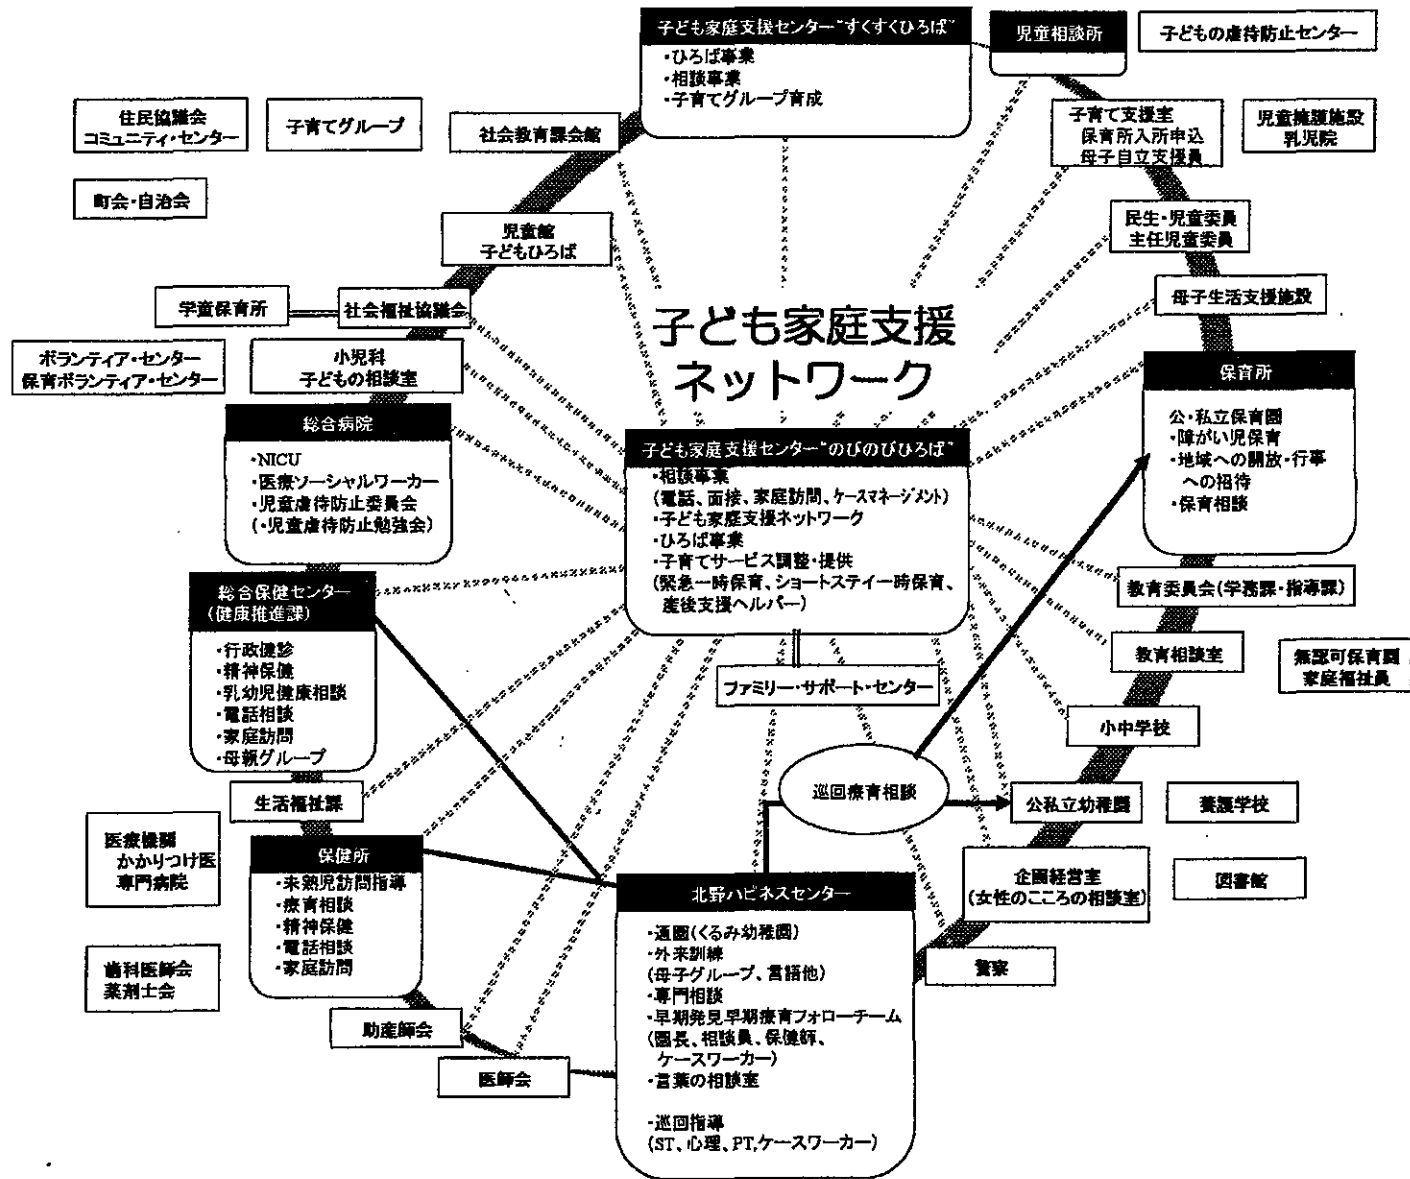 子ども家庭支援センター“すくすくひろば”
・ひろば事業
・相談事業
・子育てグループ育成
児童相談所
子どもの虐待防止センター
住民協議会
コミュニティ・センター
子育てグループ
社会教育課会館
子育て支援室
保育所入所申込
母子自立支援員
児童擁護施設
乳児院
町会・自治会
児童館
子どもひろば
民生・児童委員
主任児童委員
学童保育所
社会福祉協議会
母子生活支援施設
子ども家庭支援
ネットワーク
ボランティア・センター
保育ボランティア・センター
小児科
子どもの相談室
保育所
公・私立保育園
・障がい児保育
・地域への開放・行事
への招待
・保育相談
総合病院
・NICU
・医療ソーシャルワーカー
・児童虐待防止委員会
(・児童虐待防止勉強会)
子ども家庭支援センター“のびのびひろば”
・相談事業
(電話、面接、家庭訪問、ケースマネージメント)
・子ども家庭支援ネットワーク
・ひろば事業
・子育てサービス調整・提供
(緊急一時保育、ショートステイ一時保育、
産後支援ヘルパー)
総合保健センター
(健康推進課)
・行政健診
・精神保健
・乳幼児健康相談
・電話相談
・家庭訪問
・母親グループ
教育委員会(学務課・指導課)
教育相談室
無認可保育園
家庭福祉員
ファミリー・サポート・センター
小中学校
生活福祉課
巡回療育相談
公私立幼稚園
養護学校
医療機関
かかりつけ医
専門病院
保健所
・未熟児訪問指導
・療育相談
・精神保健
・電話相談
・家庭訪問
企画経営室
(女性のこころの相談室)
図書館
北野ハピネスセンター
・通園(くるみ幼稚園)
・外来訓練
(母子グループ、言語他)
・専門相談
・早期発見早期療育フォローチーム
(園長、相談員、保健師、
ケースワーカー)
・言葉の相談室
・巡回指導
(ST、心理、PT,ケースワーカー)
歯科医師会
薬剤士会
警察
助産師会
医師会